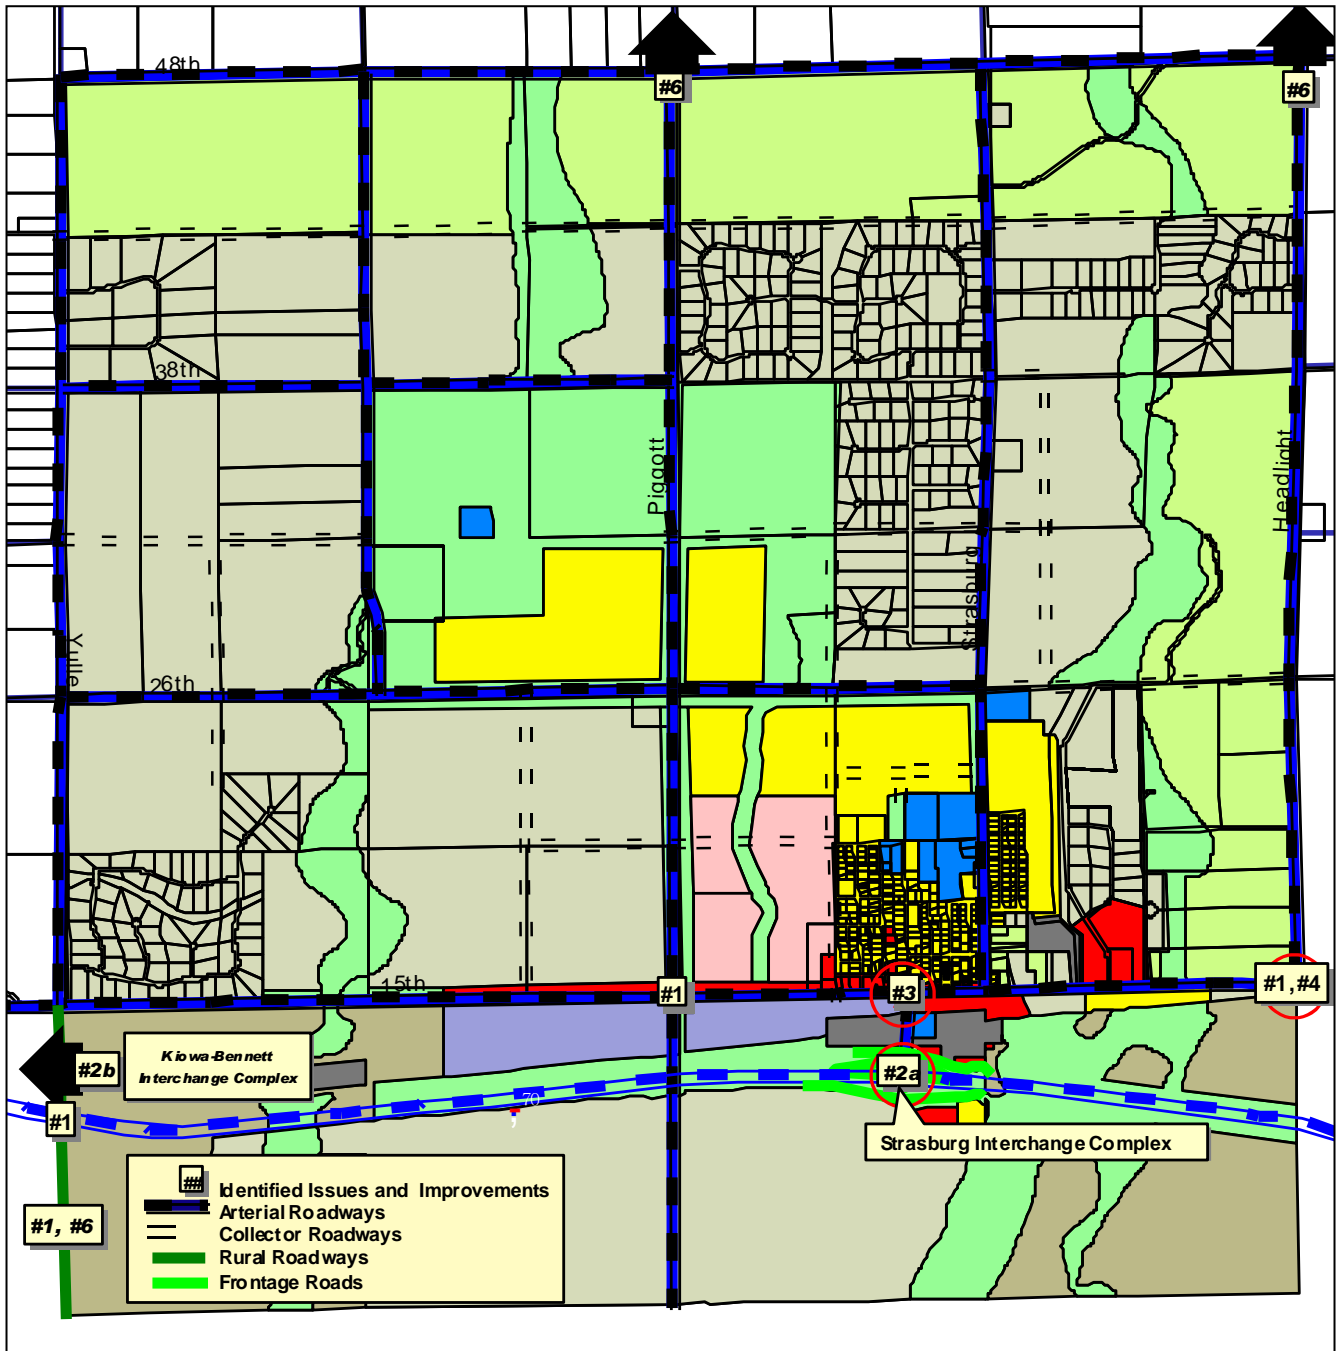 48th
#6
#6
38th
Piggott
Headlight
Strasburg
Yulle
26th
15th
#1
#3
#1, #4
Kiowa-Bennett
Interchange Complex
#2b
#2a
70
#1
Strasburg Interchange Complex
#1, #6
## Identified Issues and Improvements
Arterial Roadways
Collector Roadways
Rural Roadways
Frontage Roads